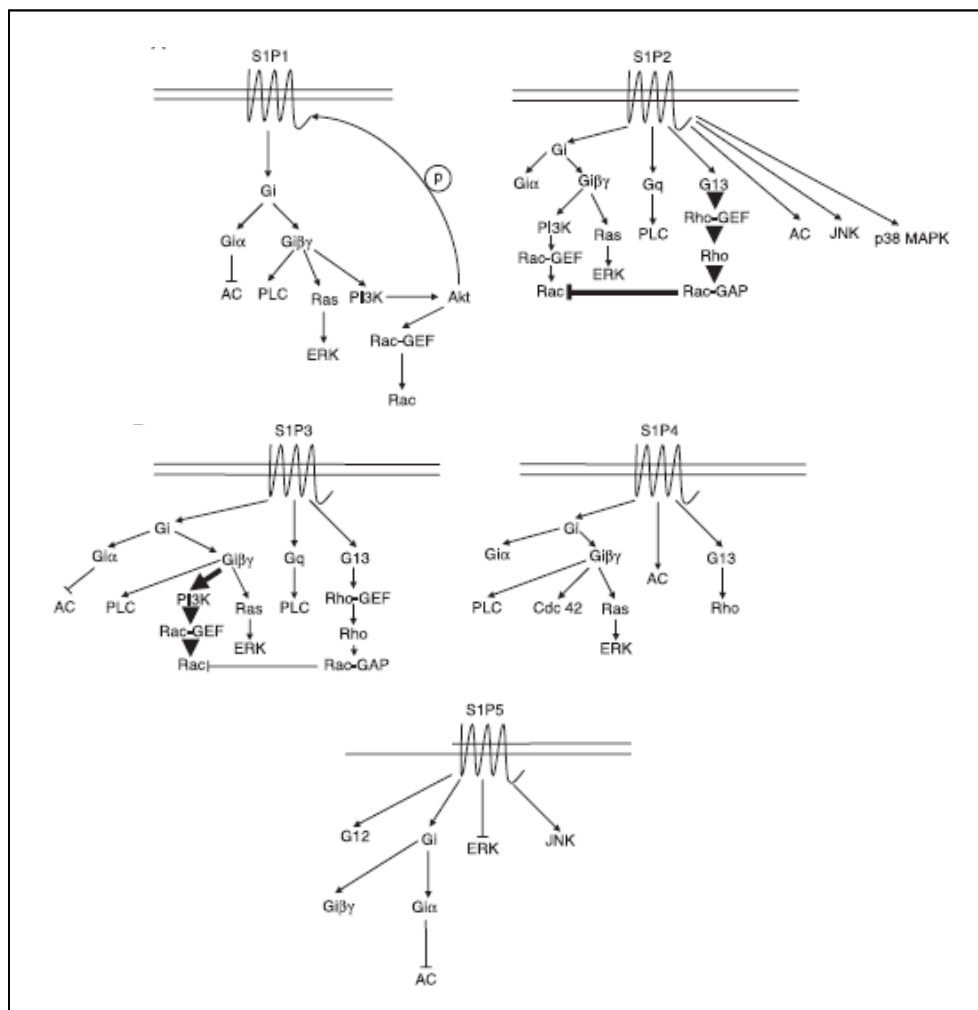 S1P1
Gi
Giα
Giβγ
AC
PLC
Ras
PI3K
Akt
P
ERK
Rac-GEF
Rac
S1P2
Gi
Giα
Giβγ
Gq
G13
PI3K
Ras
PLC
Rho-GEF
AC
JNK
p38 MAPK
Rac-GEF
ERK
Rho
Rac
Rac-GAP
S1P3
Gi
Giα
Giβγ
Gq
G13
AC
PLC
PI3K
Ras
PLC
Rho-GEF
Rac-GEF
ERK
Rho
Rac
Rac-GAP
S1P4
Gi
Giα
Giβγ
AC
G13
PLC
Cdc 42
Ras
Rho
ERK
S1P5
G12
Gi
ERK
JNK
Giβγ
Giα
AC